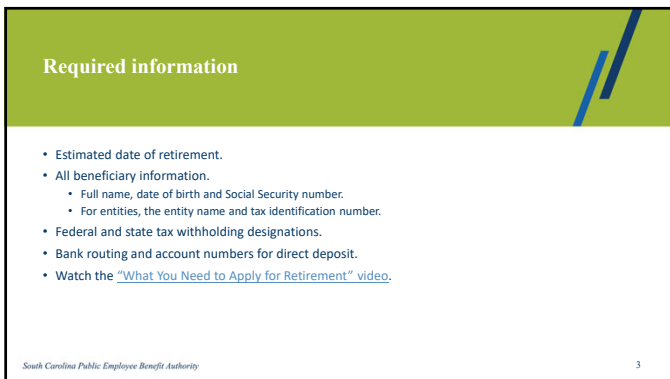 Required information
• Estimated date of retirement.
• All beneficiary information.
• Full name, date of birth and Social Security number.
• For entities, the entity name and tax identification number.
• Federal and state tax withholding designations.
• Bank routing and account numbers for direct deposit.
• Watch the “What You Need to Apply for Retirement” video.
South Carolina Public Employee Benefit Authority
3